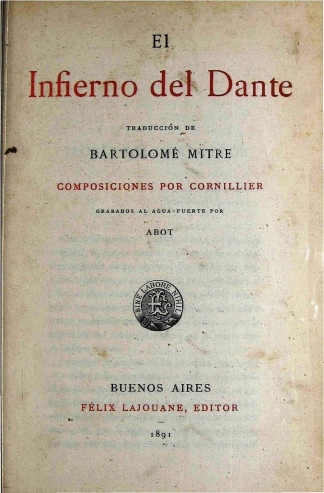 El
Infierno del Dante
TRADUCCIÓN DE
BARTOLOMÉ MITRE
COMPOSICIONES POR CORNILLIER
GRABADOS AL AGUA-FUERTE POR
ABOT
SINE LABORE NIHIL
BUENOS AIRES
FÉLIX LAJOUANE, EDITOR
1891